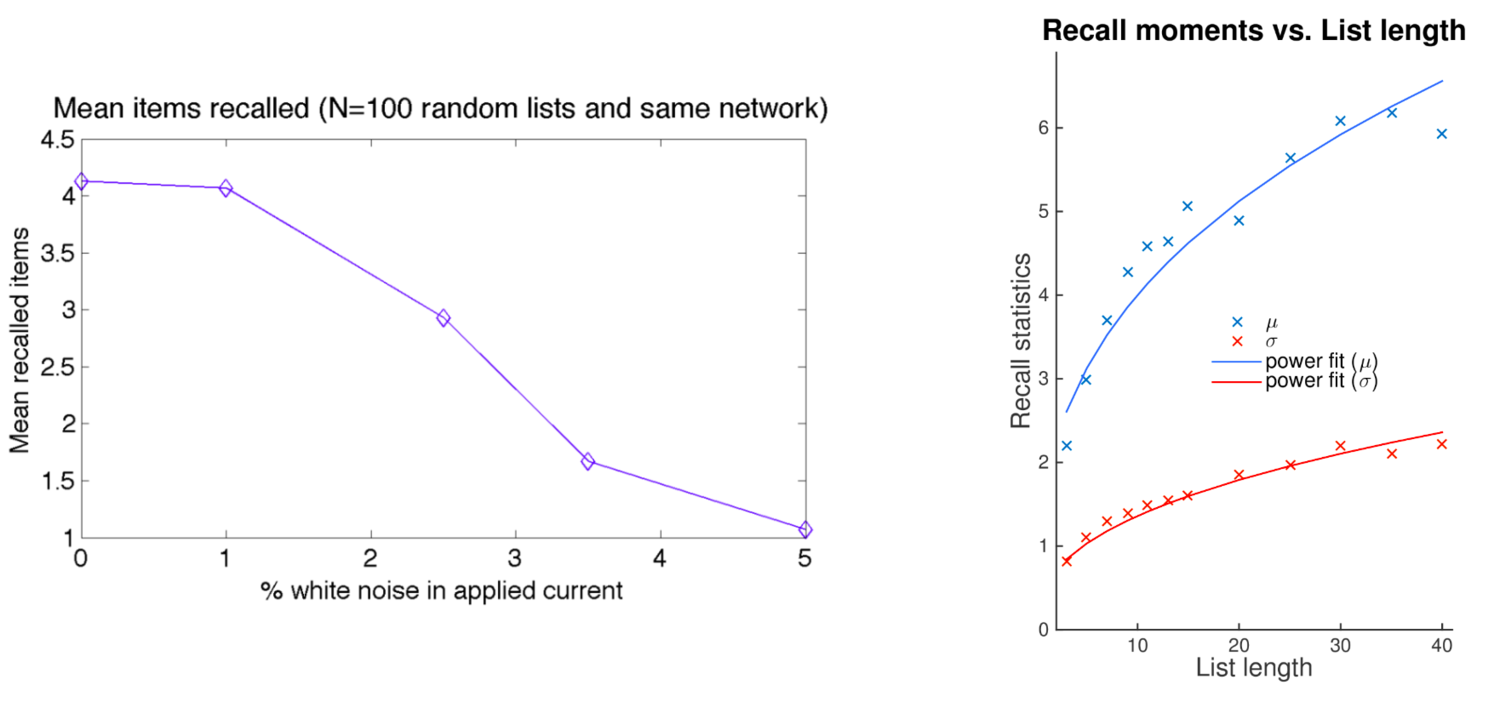 Mean items recalled (N=100 random lists and same network)
4.5
4
3.5
3
2.5
2
1.5
1
Mean recalled items
0 1 2 3 4 5
% white noise in applied current
Recall moments vs. List length
6
5
4
3
2
1
0
Recall statistics
μ
σ
power fit (μ)
power fit (σ)
10 20 30 40
List length